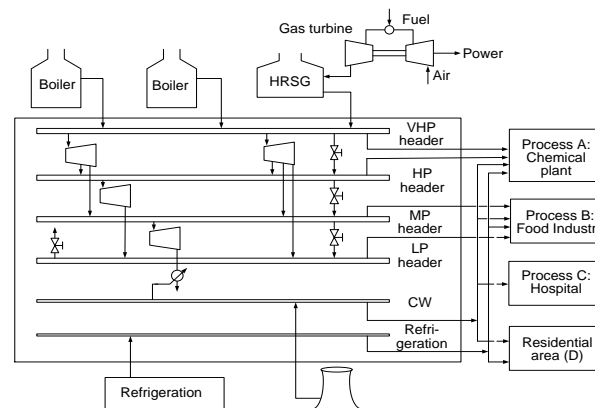 Fuel
Gas turbine
Power
Air
Boiler
Boiler
HRSG
VHP
header
HP
header
MP
header
LP
header
CW
Refri-
geration
Process A:
Chemical
plant
Process B:
Food Industr
Process C:
Hospital
Residential
area (D)
Refrigeration